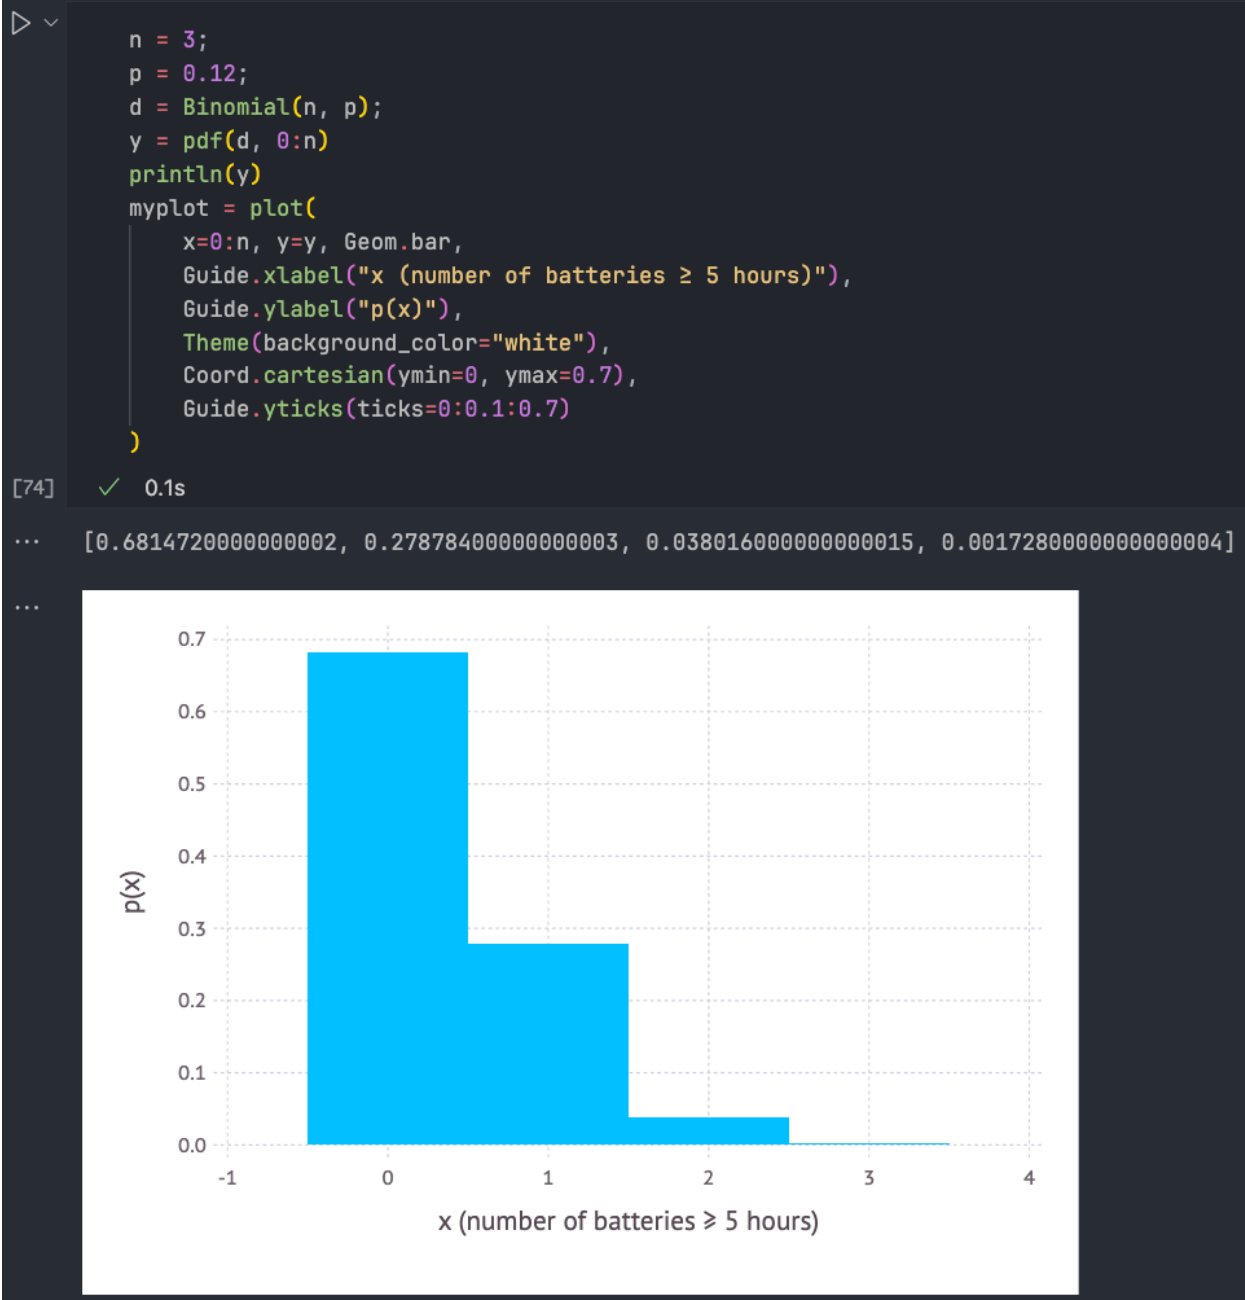 n = 3;
p = 0.12;
d = Binomial(n, p);
y = pdf(d, 0:n)
println(y)
myplot = plot(
x=0:n, y=y, Geom.bar,
Guide.xlabel("x (number of batteries ≥ 5 hours)"),
Guide.ylabel("p(x)"),
Theme(background_color="white"),
Coord.cartesian(ymin=0, ymax=0.7),
Guide.yticks(ticks=0:0.1:0.7)
)
[74] ✓ 0.1s
... [0.6814720000000002, 0.27878400000000003, 0.038016000000000015, 0.0017280000000000004]
...
0.7
0.6
0.5
0.4
0.3
0.2
0.1
0.0
p(x)
-1 0 1 2 3 4
x (number of batteries ⩾ 5 hours)